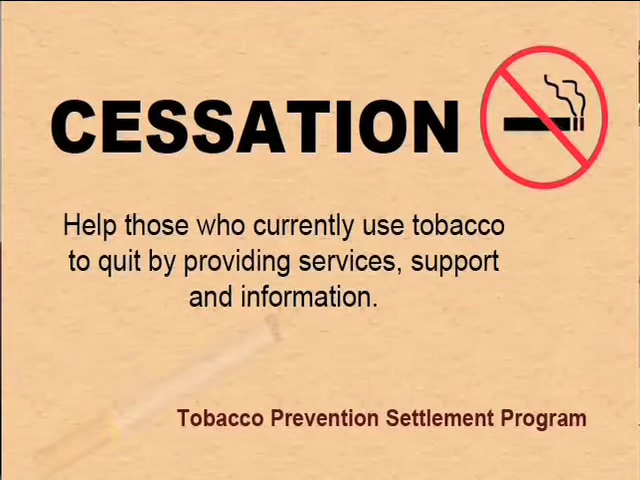 CESSATION
Help those who currently use tobacco
to quit by providing services, support
and information.
Tobacco Prevention Settlement Program